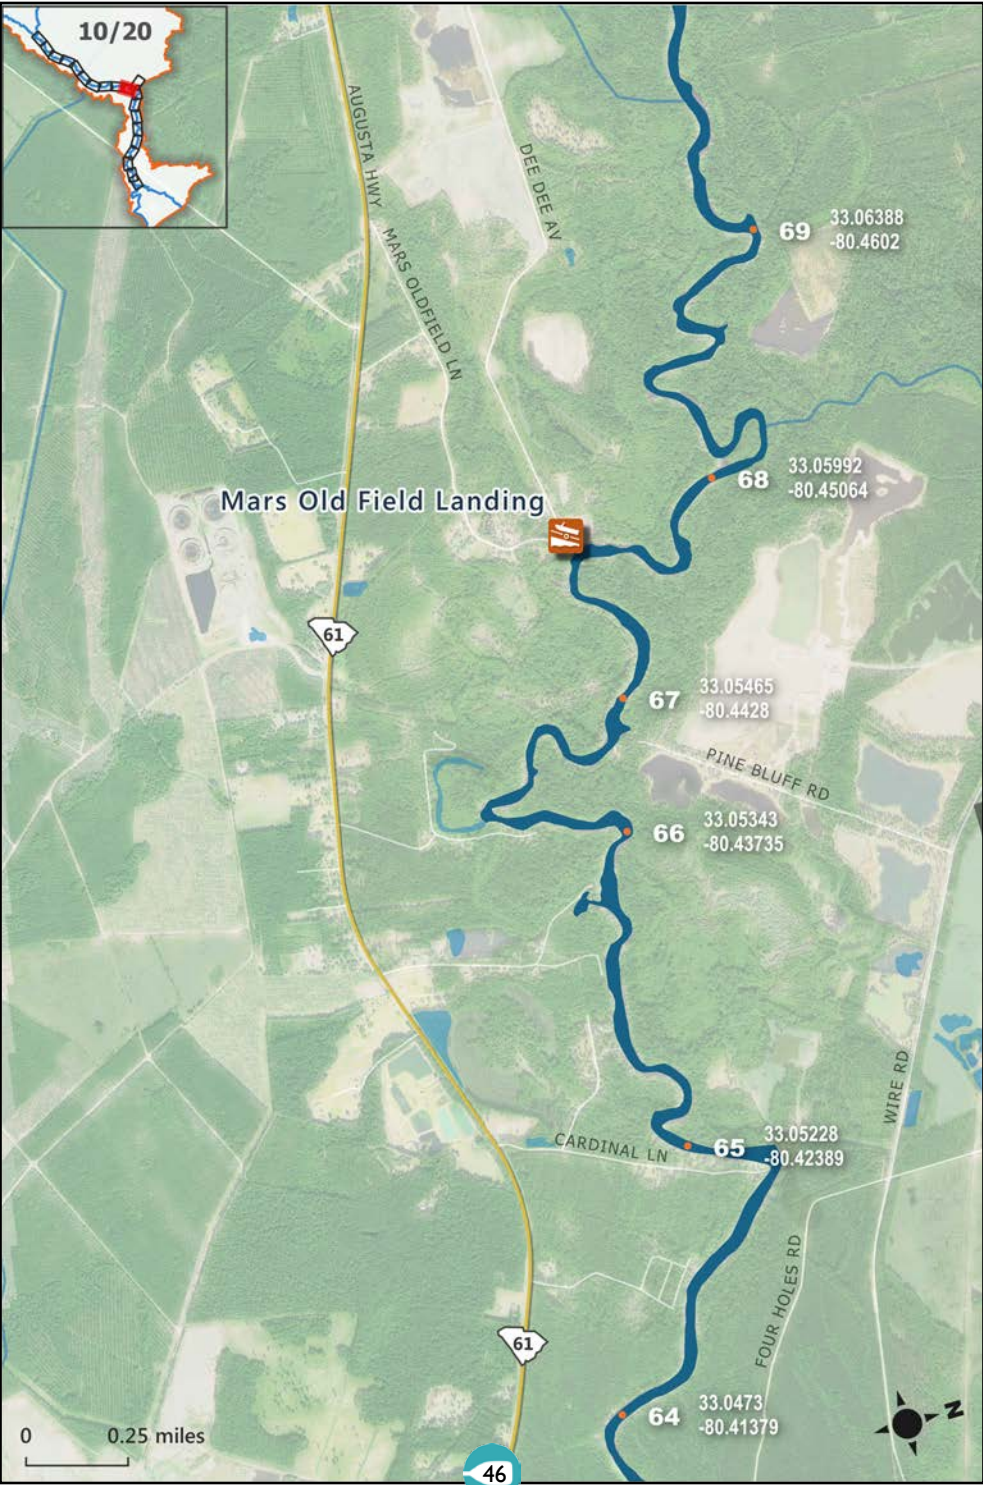 10/20
AUGUSTA HWY
DEE DEE AV
MARS OLDFIELD LN
69
33.06388
-80.4602
68
33.05992
-80.45064
Mars Old Field Landing
61
67
33.05465
-80.4428
PINE BLUFF RD
66
33.05343
-80.43735
WIRE RD
65
33.05228
-80.42389
CARDINAL LN
FOUR HOLES RD
61
64
33.0473
-80.41379
N
0 0.25 miles
46